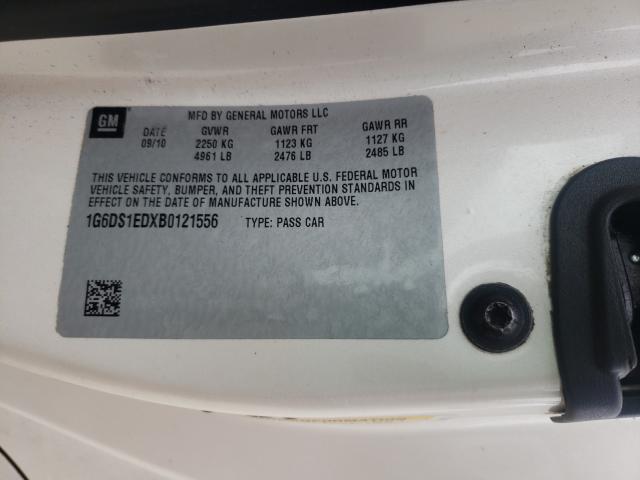 MFD BY GENERAL MOTORS LLC
GM
DATE GVWR GAWR FRT GAWR RR
09/10 2250 KG 1123 KG 1127 KG
4961 LB 2476 LB 2485 LB
THIS VEHICLE CONFORMS TO ALL APPLICABLE U.S. FEDERAL MOTOR
VEHICLE SAFETY, BUMPER, AND THEFT PREVENTION STANDARDS IN
EFFECT ON THE DATE OF MANUFACTURE SHOWN ABOVE.
1G6DS1EDXB0121556 TYPE: PASS CAR